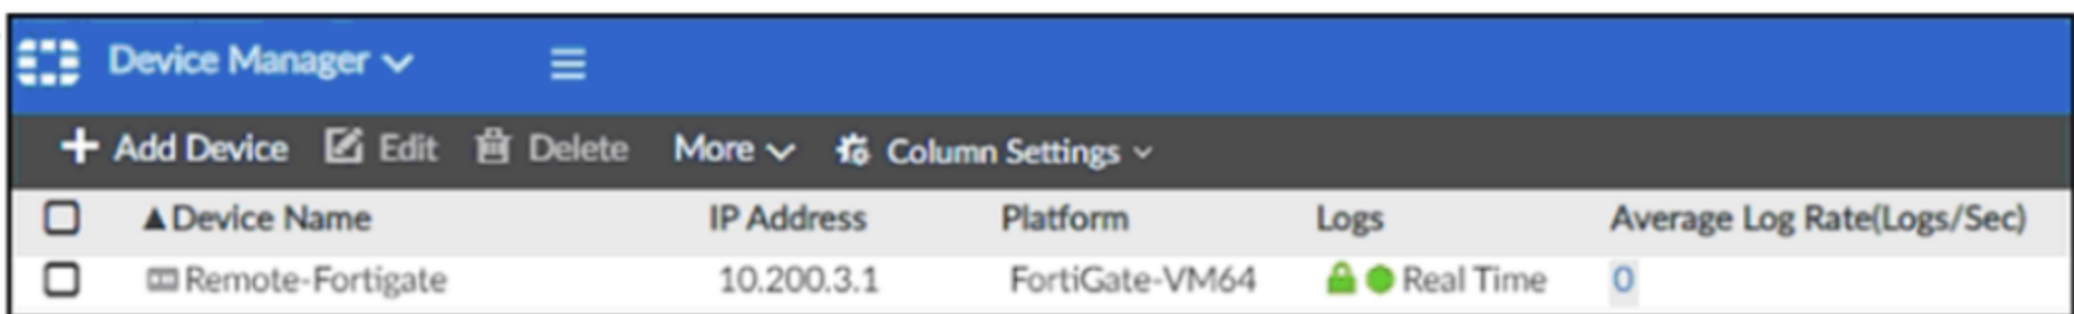 Device Manager
Add Device Edit Delete More Column Settings
▲Device Name IP Address Platform Logs Average Log Rate(Logs/Sec)
Remote-Fortigate 10.200.3.1 FortiGate-VM64 Real Time 0